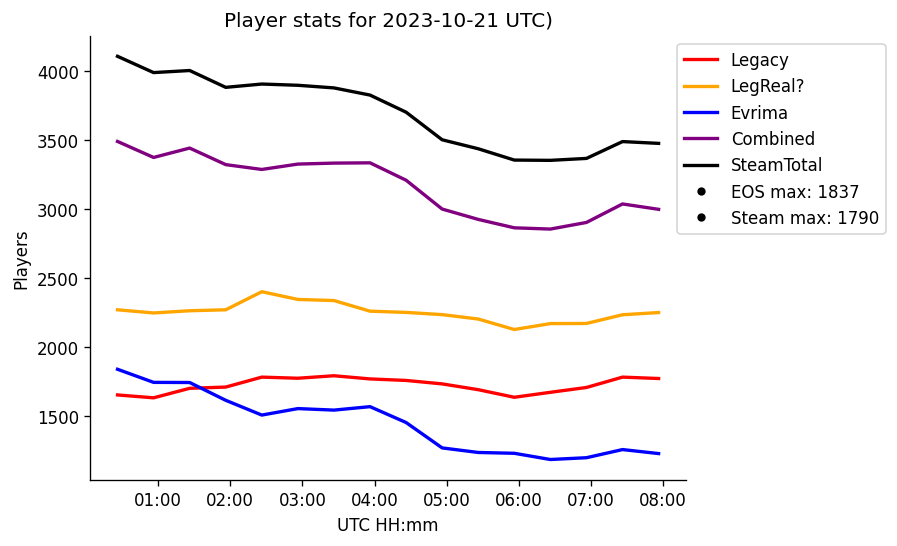 Player stats for 2023-10-21 UTC)
Legacy
LegReal?
Evrima
Combined
SteamTotal
EOS max: 1837
Steam max: 1790
4000
3500
3000
2500
2000
1500
Players
01:00 02:00 03:00 04:00 05:00 06:00 07:00 08:00
UTC HH:mm